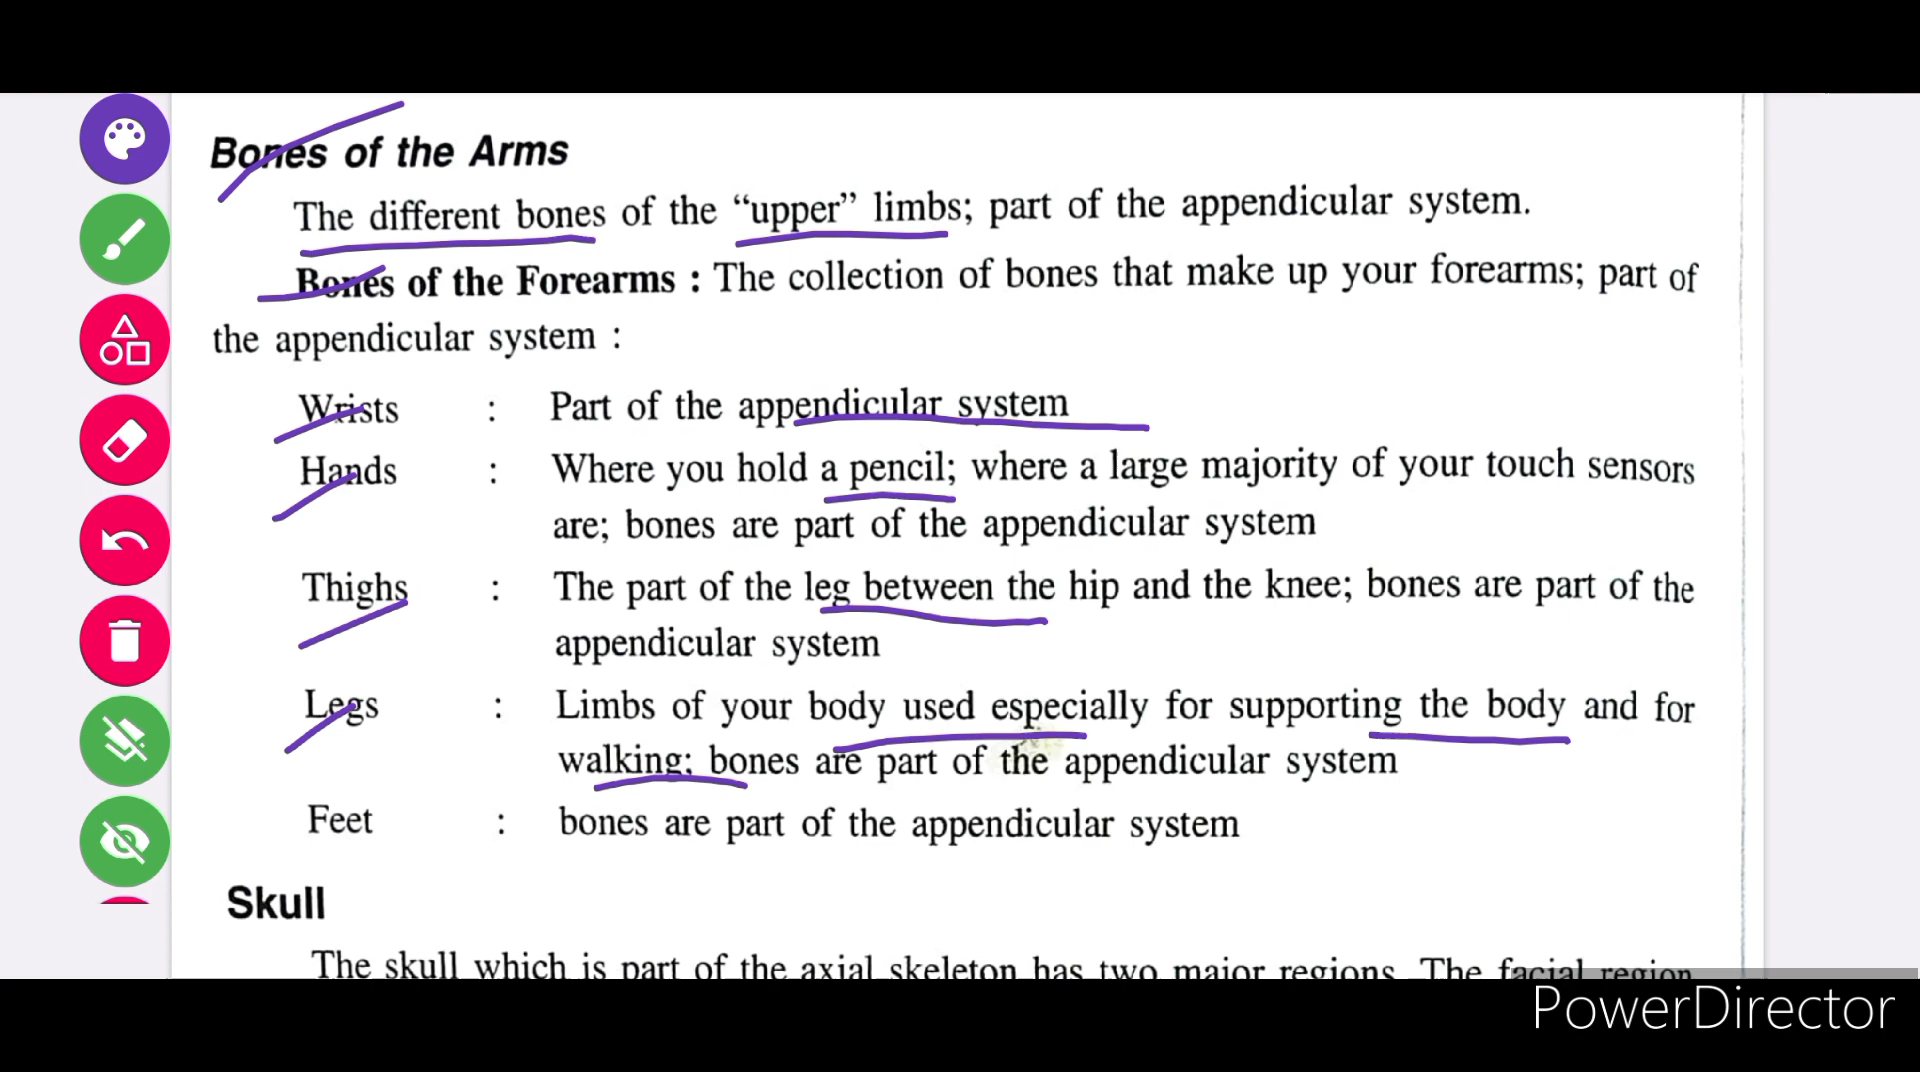 Bones of the Arms
The different bones of the “upper” limbs; part of the appendicular system.
Bones of the Forearms : The collection of bones that make up your forearms; part of
the appendicular system :
Wrists : Part of the appendicular system
Hands : Where you hold a pencil; where a large majority of your touch sensors
are; bones are part of the appendicular system
Thighs : The part of the leg between the hip and the knee; bones are part of the
appendicular system
Legs : Limbs of your body used especially for supporting the body and for
walking; bones are part of the appendicular system
Feet : bones are part of the appendicular system
Skull
The skull which is part of the axial skeleton has two major regions. The facial region
PowerDirector